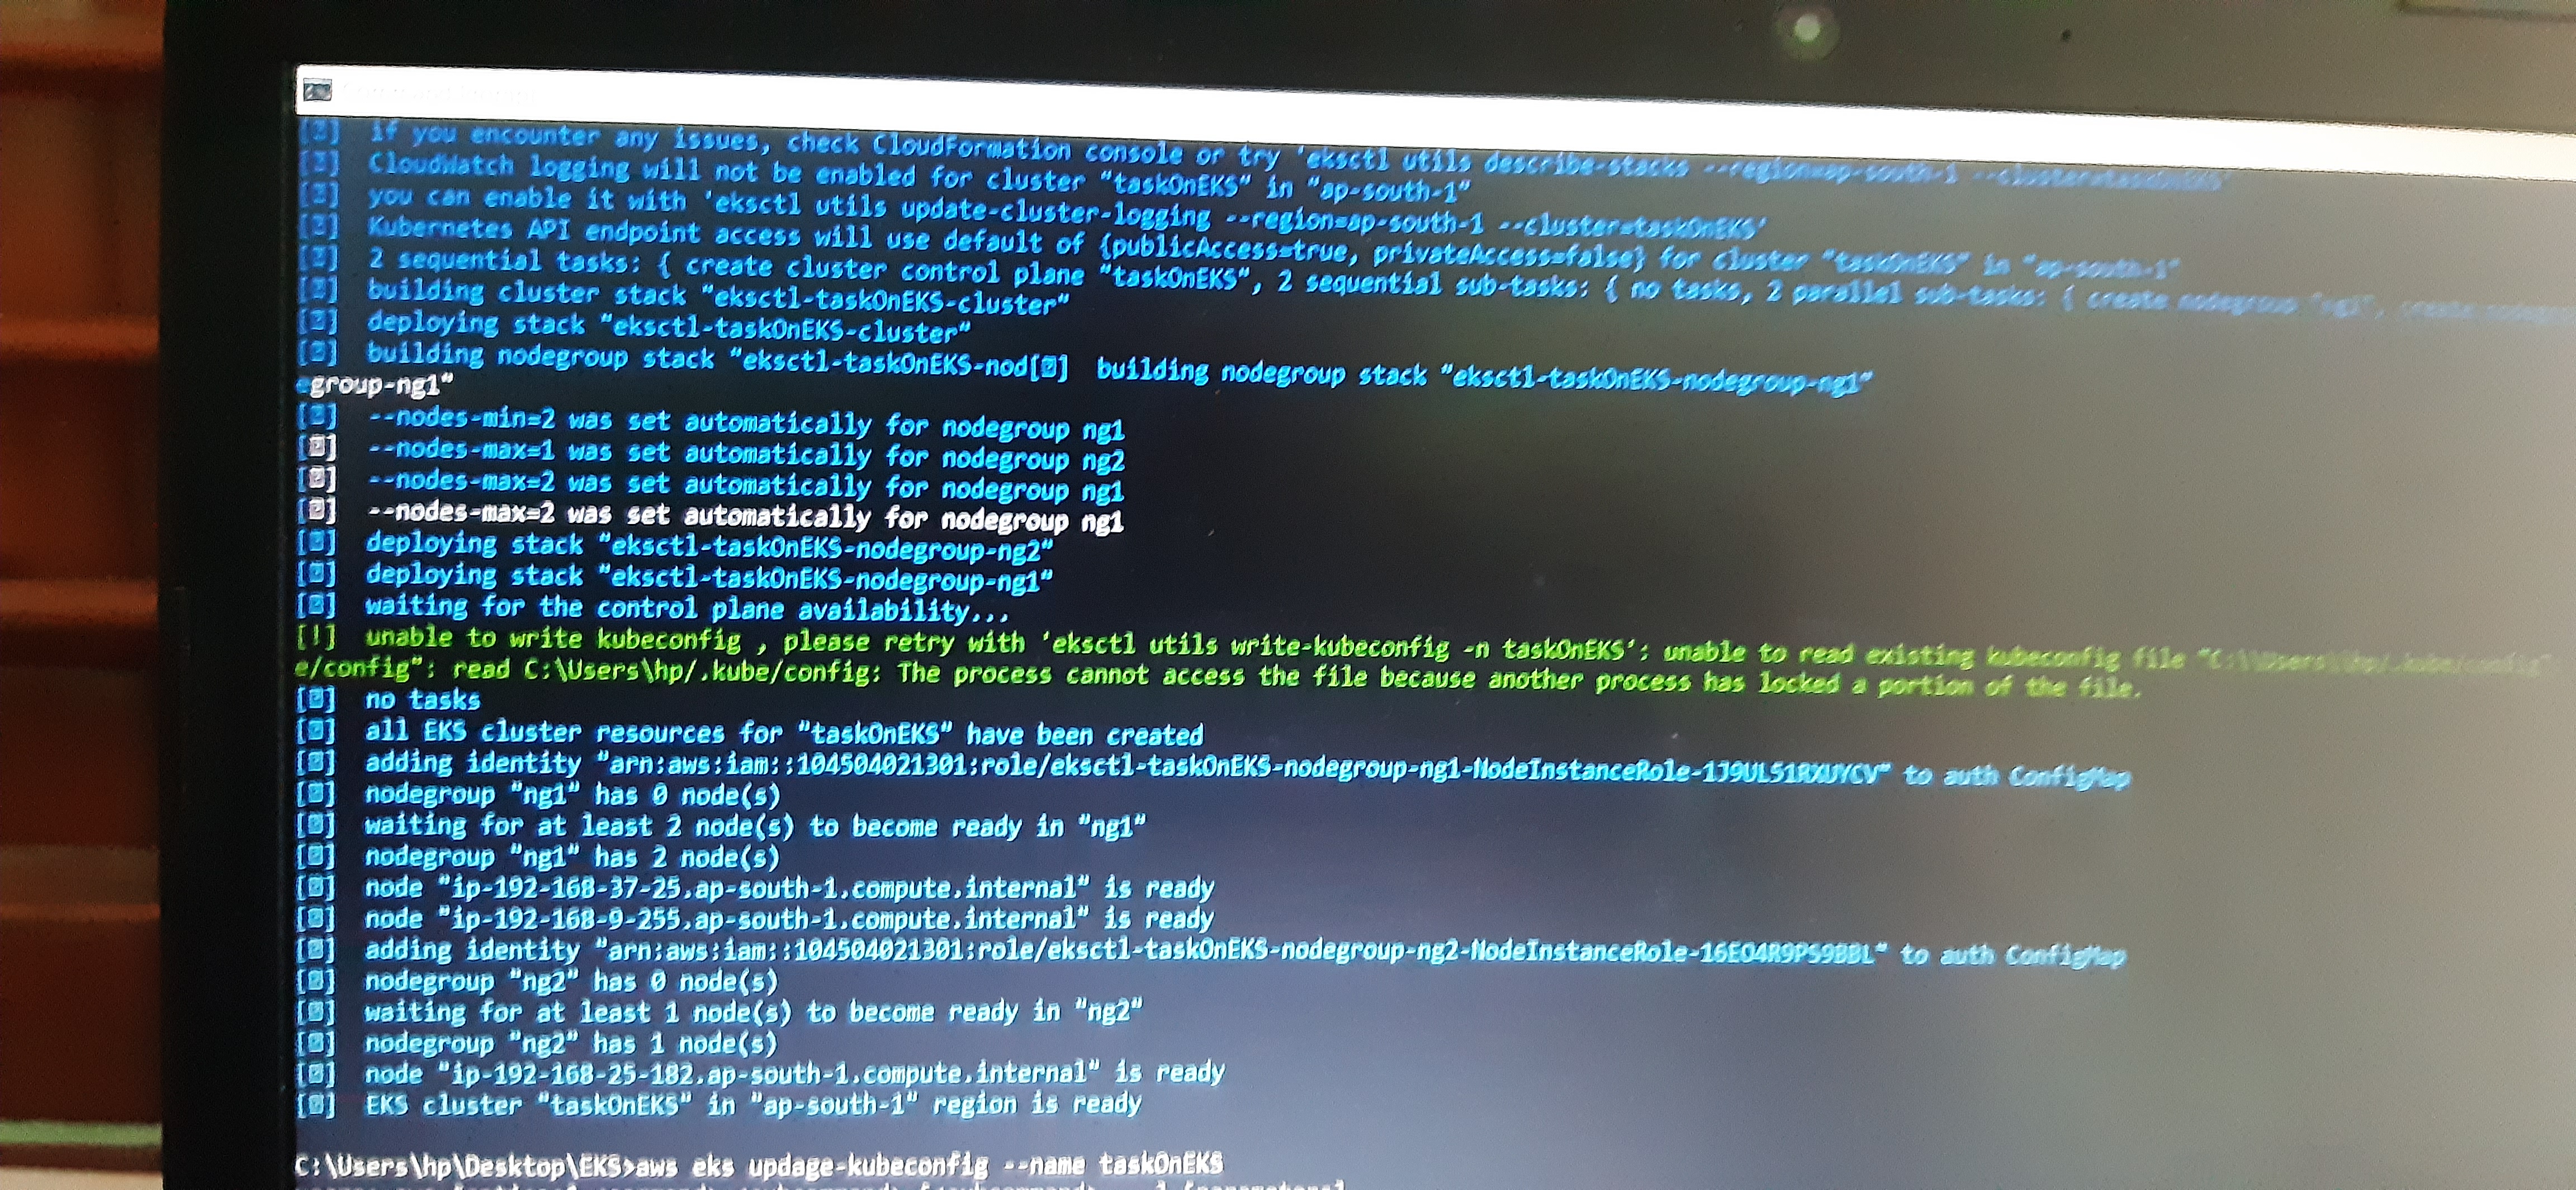 [?]  if you encounter any issues, check CloudFormation console or try 'eksctl utils describe-stacks --region=ap-south-1 --cluster=taskOnEKS'
[?]  CloudWatch logging will not be enabled for cluster "taskOnEKS" in "ap-south-1"
[?]  you can enable it with 'eksctl utils update-cluster-logging --region=ap-south-1 --cluster=taskOnEKS'
[?]  Kubernetes API endpoint access will use default of {publicAccess=true, privateAccess=false} for cluster "taskOnEKS" in "ap-south-1"
[?]  2 sequential tasks: { create cluster control plane "taskOnEKS", 2 sequential sub-tasks: { no tasks, 2 parallel sub-tasks: { create nodegroup "ng1",
[?]  building cluster stack "eksctl-taskOnEKS-cluster"
[?]  deploying stack "eksctl-taskOnEKS-cluster"
[?]  building nodegroup stack "eksctl-taskOnEKS-nod[?]  building nodegroup stack "eksctl-taskOnEKS-nodegroup-ng1"
egroup-ng1"
[?]  --nodes-min=2 was set automatically for nodegroup ng1
[?]  --nodes-max=1 was set automatically for nodegroup ng2
[?]  --nodes-max=2 was set automatically for nodegroup ng1
[?]  --nodes-max=2 was set automatically for nodegroup ng1
[?]  deploying stack "eksctl-taskOnEKS-nodegroup-ng2"
[?]  deploying stack "eksctl-taskOnEKS-nodegroup-ng1"
[?]  waiting for the control plane availability...
[!]  unable to write kubeconfig , please retry with 'eksctl utils write-kubeconfig -n taskOnEKS': unable to read existing kubeconfig file
e/config": read C:\Users\hp/.kube/config: The process cannot access the file because another process has locked a portion of the file.
[?]  no tasks
[?]  all EKS cluster resources for "taskOnEKS" have been created
[?]  adding identity "arn:aws:iam::104504021301:role/eksctl-taskOnEKS-nodegroup-ng1-NodeInstanceRole-1J9UL51RXUYCV" to auth ConfigMap
[?]  nodegroup "ng1" has 0 node(s)
[?]  waiting for at least 2 node(s) to become ready in "ng1"
[?]  nodegroup "ng1" has 2 node(s)
[?]  node "ip-192-168-37-25.ap-south-1.compute.internal" is ready
[?]  node "ip-192-168-9-255.ap-south-1.compute.internal" is ready
[?]  adding identity "arn:aws:iam::104504021301:role/eksctl-taskOnEKS-nodegroup-ng2-NodeInstanceRole-16EO4R9PS9BBL" to auth ConfigMap
[?]  nodegroup "ng2" has 0 node(s)
[?]  waiting for at least 1 node(s) to become ready in "ng2"
[?]  nodegroup "ng2" has 1 node(s)
[?]  node "ip-192-168-25-182.ap-south-1.compute.internal" is ready
[?]  EKS cluster "taskOnEKS" in "ap-south-1" region is ready
C:\Users\hp\Desktop\EKS>aws eks updage-kubeconfig --name taskOnEKS